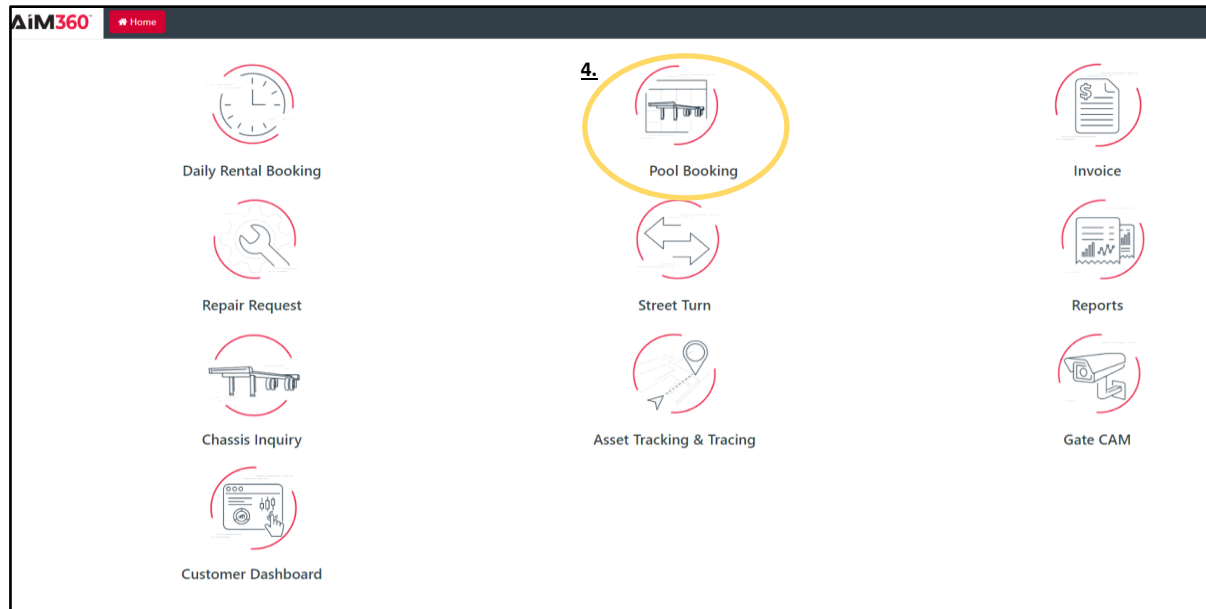 AiM360
Home
4.
Daily Rental Booking
Pool Booking
$
Invoice
Repair Request
Street Turn
Reports
Chassis Inquiry
Asset Tracking & Tracing
Gate CAM
Customer Dashboard